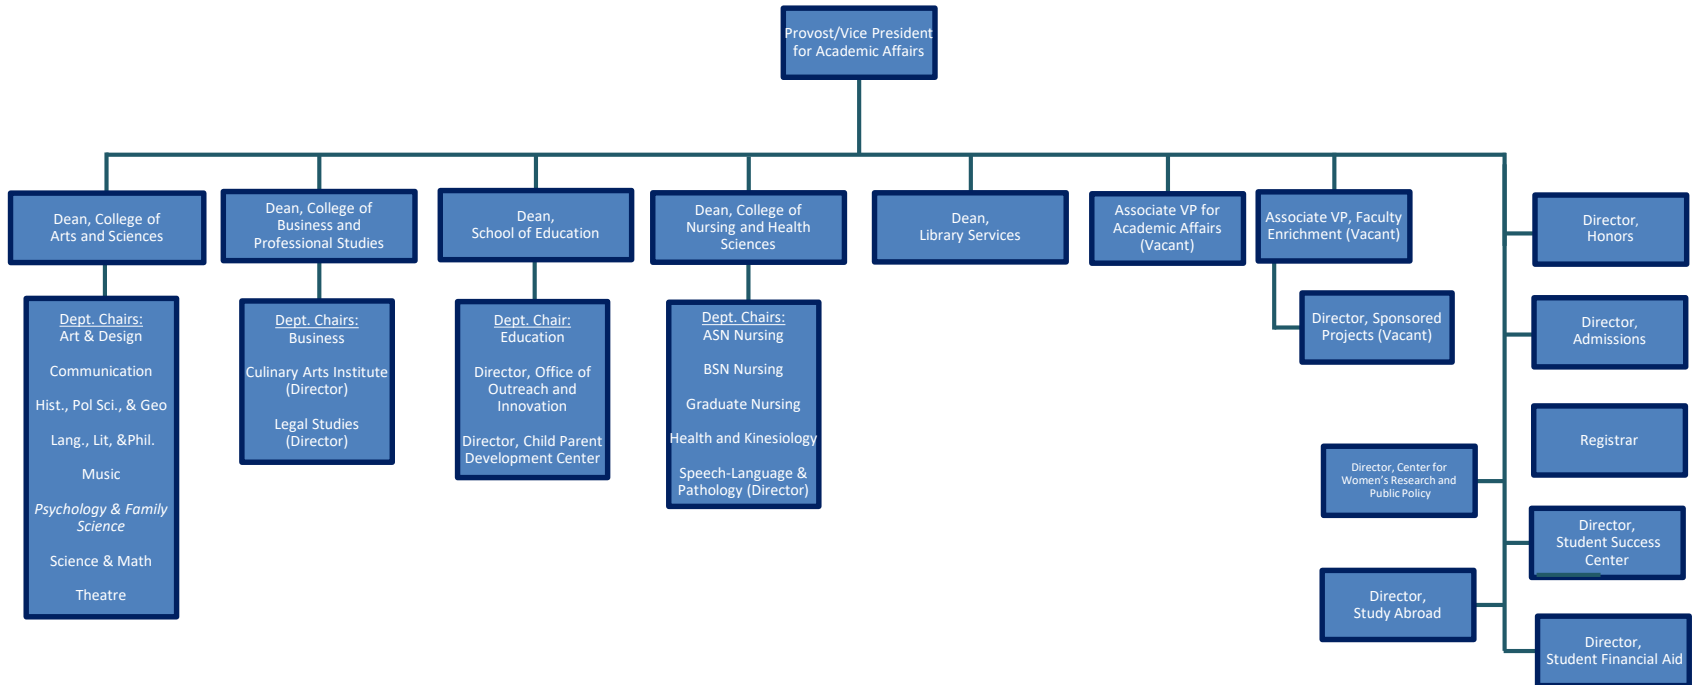 Provost/Vice President
for Academic Affairs
Dean, College of
Arts and Sciences
Dean, College of
Business and
Professional Studies
Dean,
School of Education
Dean, College of
Nursing and Health
Sciences
Dean,
Library Services
Associate VP for
Academic Affairs
(Vacant)
Associate VP, Faculty
Enrichment (Vacant)
Director,
Honors
Dept. Chairs:
Art & Design
Communication
Hist., Pol Sci., & Geo
Lang., Lit, &Phil.
Music
Psychology & Family
Science
Science & Math
Theatre
Dept. Chairs:
Business
Culinary Arts Institute
(Director)
Legal Studies
(Director)
Dept. Chair:
Education
Director, Office of
Outreach and
Innovation
Director, Child Parent
Development Center
Dept. Chairs:
ASN Nursing
BSN Nursing
Graduate Nursing
Health and Kinesiology
Speech-Language &
Pathology (Director)
Director, Sponsored
Projects (Vacant)
Director,
Admissions
Registrar
Director, Center for
Women's Research and
Public Policy
Director,
Student Success
Center
Director,
Study Abroad
Director,
Student Financial Aid